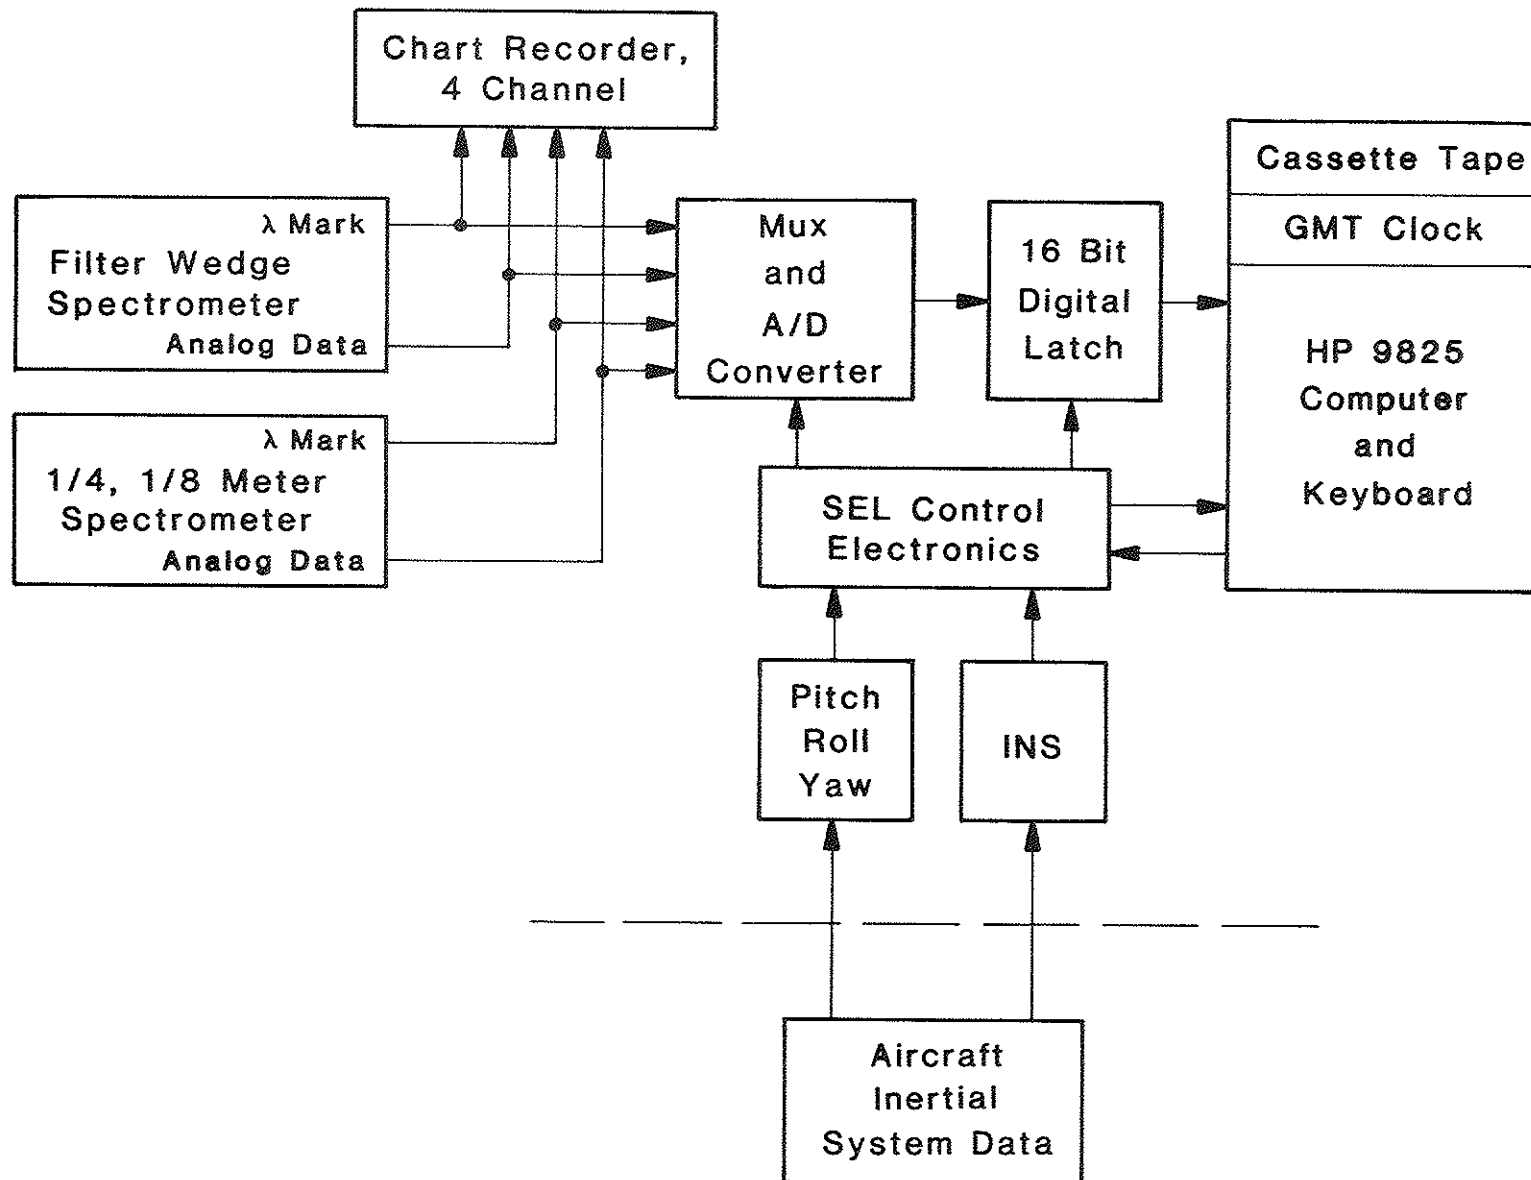 Chart Recorder,
4 Channel
λ Mark
Filter Wedge
Spectrometer
Analog Data
λ Mark
1/4, 1/8 Meter
Spectrometer
Analog Data
Mux
and
A/D
Converter
16 Bit
Digital
Latch
Cassette Tape
GMT Clock
HP 9825
Computer
and
Keyboard
SEL Control
Electronics
Pitch
Roll
Yaw
INS
Aircraft
Inertial
System Data